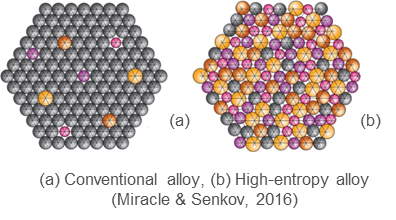 (a) (b)
(a) Conventional alloy, (b) High-entropy alloy
(Miracle & Senkov, 2016)